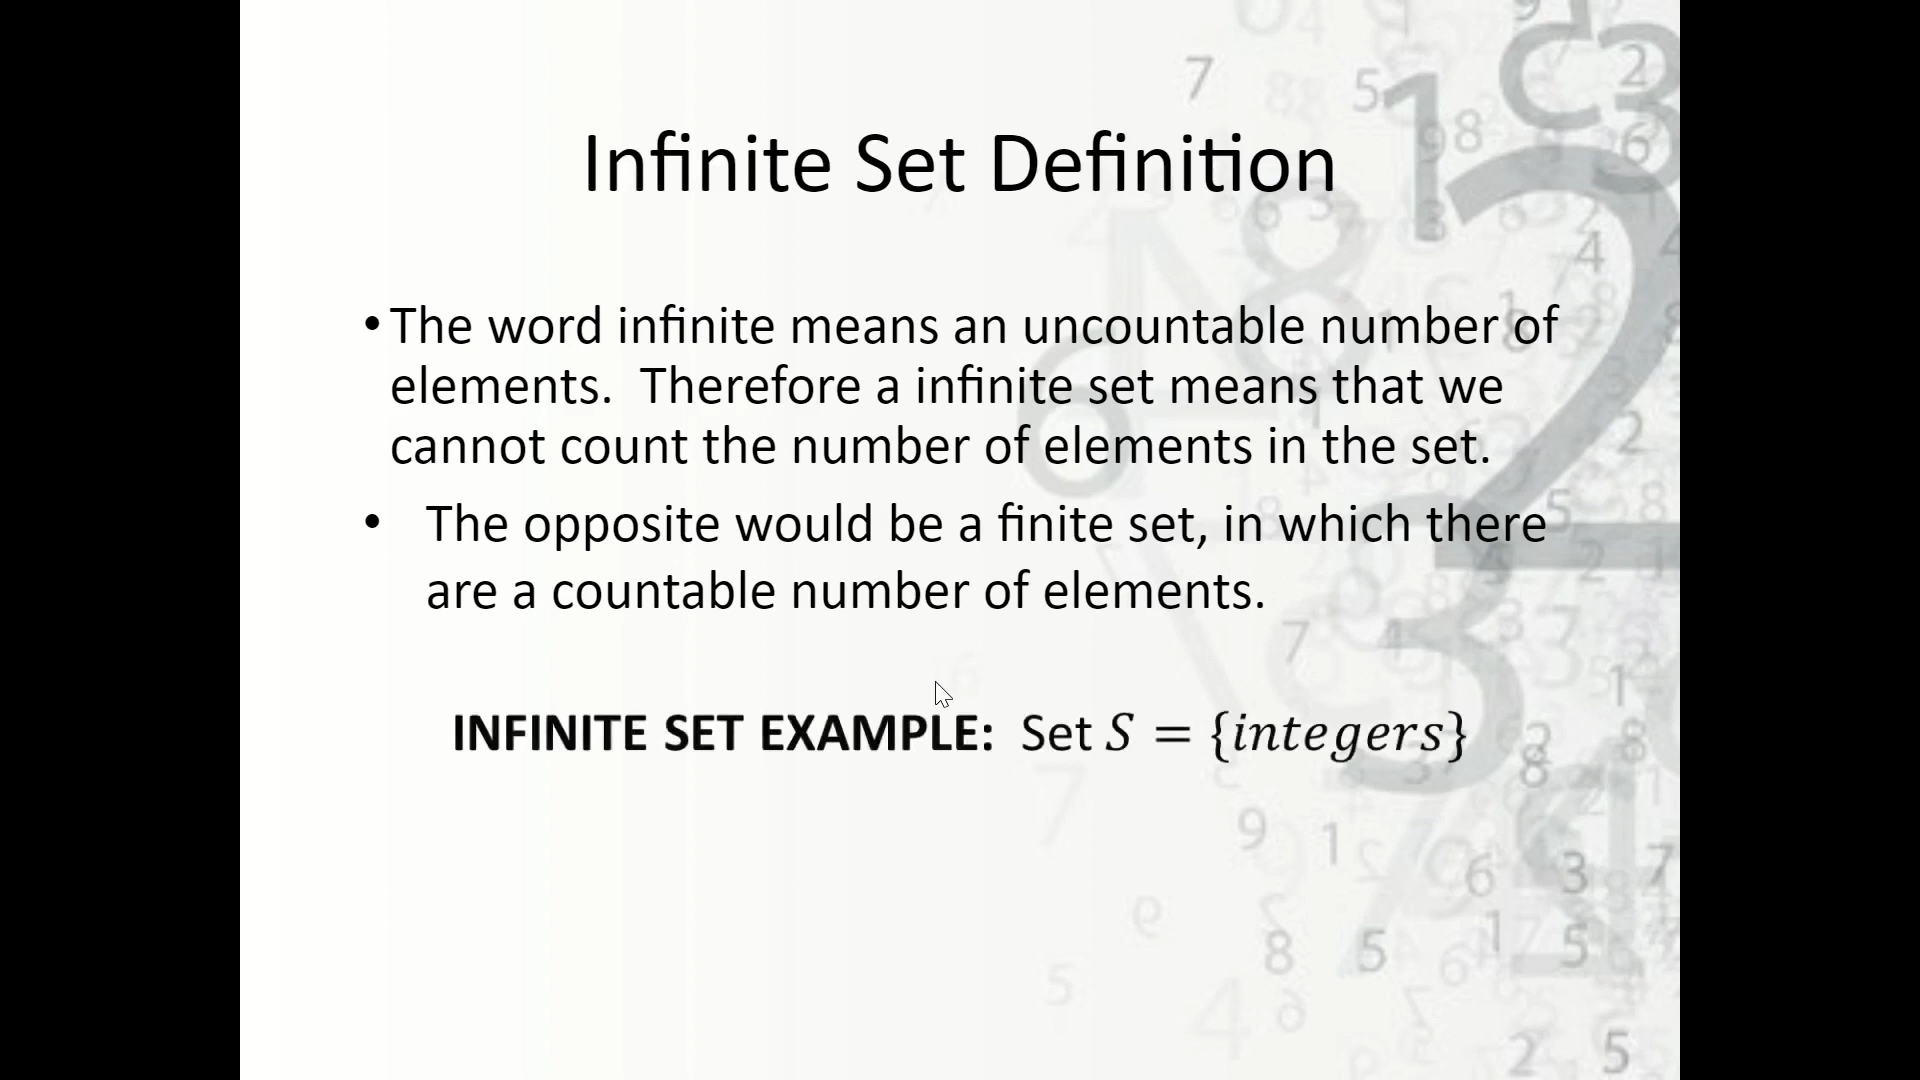 Infinite Set Definition
• The word infinite means an uncountable number of
elements.  Therefore a infinite set means that we
cannot count the number of elements in the set.
• The opposite would be a finite set, in which there
are a countable number of elements.
INFINITE SET EXAMPLE:  Set S = {integers}